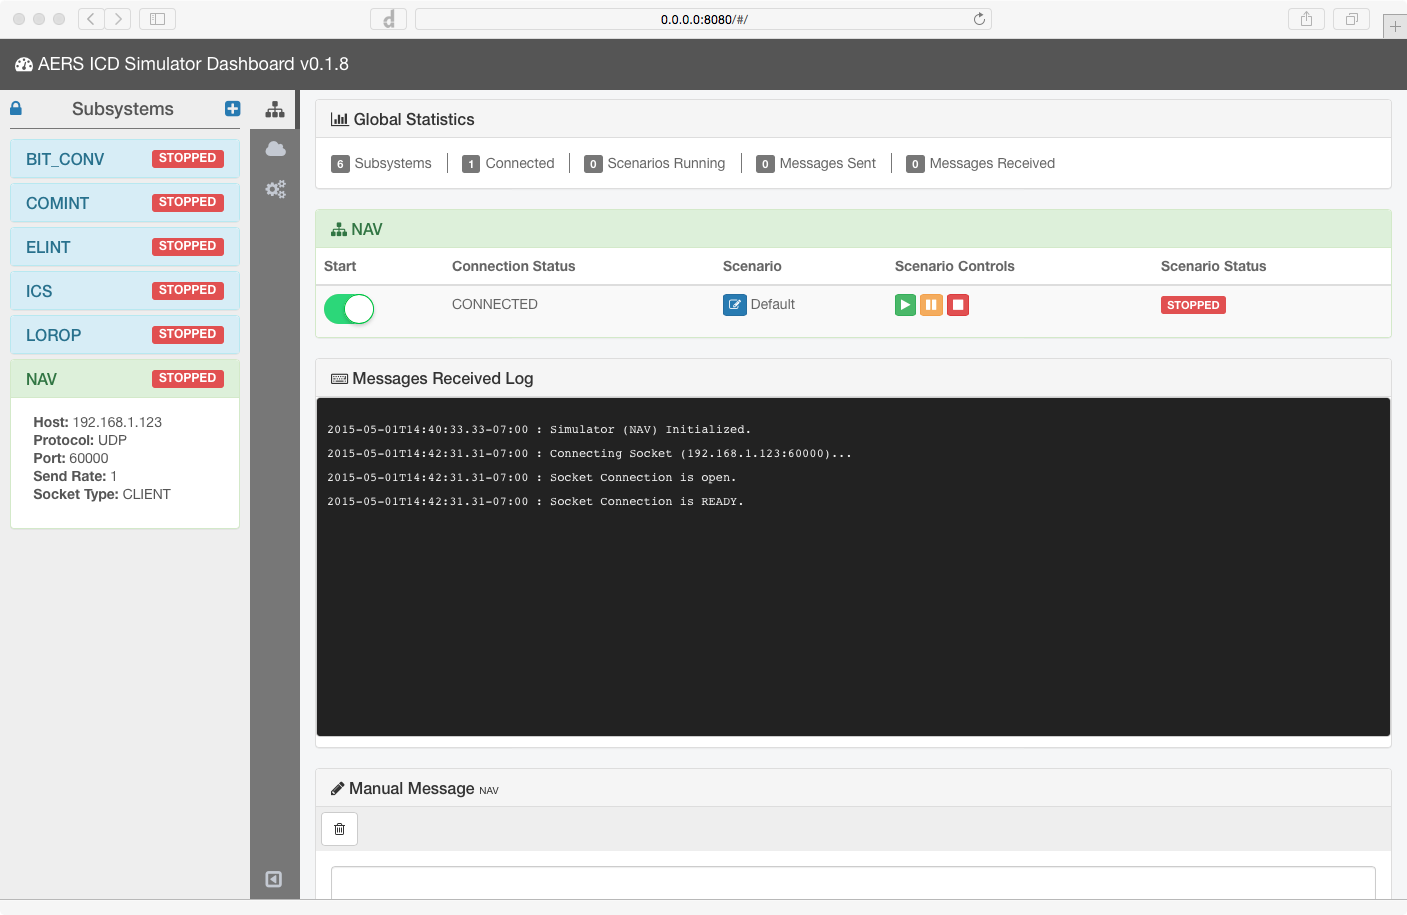 0.0.0.0:8080/#/
AERS ICD Simulator Dashboard v0.1.8
Subsystems
BIT_CONV STOPPED
COMINT STOPPED
ELINT STOPPED
ICS STOPPED
LOROP STOPPED
NAV STOPPED
Host: 192.168.1.123
Protocol: UDP
Port: 60000
Send Rate: 1
Socket Type: CLIENT
Global Statistics
6 Subsystems 1 Connected 0 Scenarios Running 0 Messages Sent 0 Messages Received
NAV
Start Connection Status Scenario Scenario Controls Scenario Status
CONNECTED Default STOPPED
Messages Received Log
2015-05-01T14:40:33.33-07:00 : Simulator (NAV) Initialized.
2015-05-01T14:42:31.31-07:00 : Connecting Socket (192.168.1.123:60000)...
2015-05-01T14:42:31.31-07:00 : Socket Connection is open.
2015-05-01T14:42:31.31-07:00 : Socket Connection is READY.
Manual Message NAV